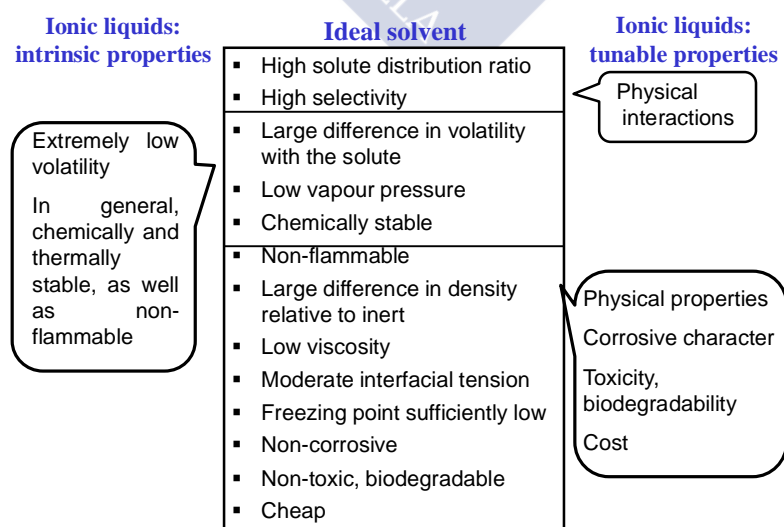 Ionic liquids:
intrinsic properties
Ideal solvent
Ionic liquids:
tunable properties
▪ High solute distribution ratio
▪ High selectivity
▪ Large difference in volatility
with the solute
▪ Low vapour pressure
▪ Chemically stable
▪ Non-flammable
▪ Large difference in density
relative to inert
▪ Low viscosity
▪ Moderate interfacial tension
▪ Freezing point sufficiently low
▪ Non-corrosive
▪ Non-toxic, biodegradable
▪ Cheap
Extremely low
volatility
In general,
chemically and
thermally
stable, as well
as non-
flammable
Physical
interactions
Physical properties
Corrosive character
Toxicity,
biodegradability
Cost